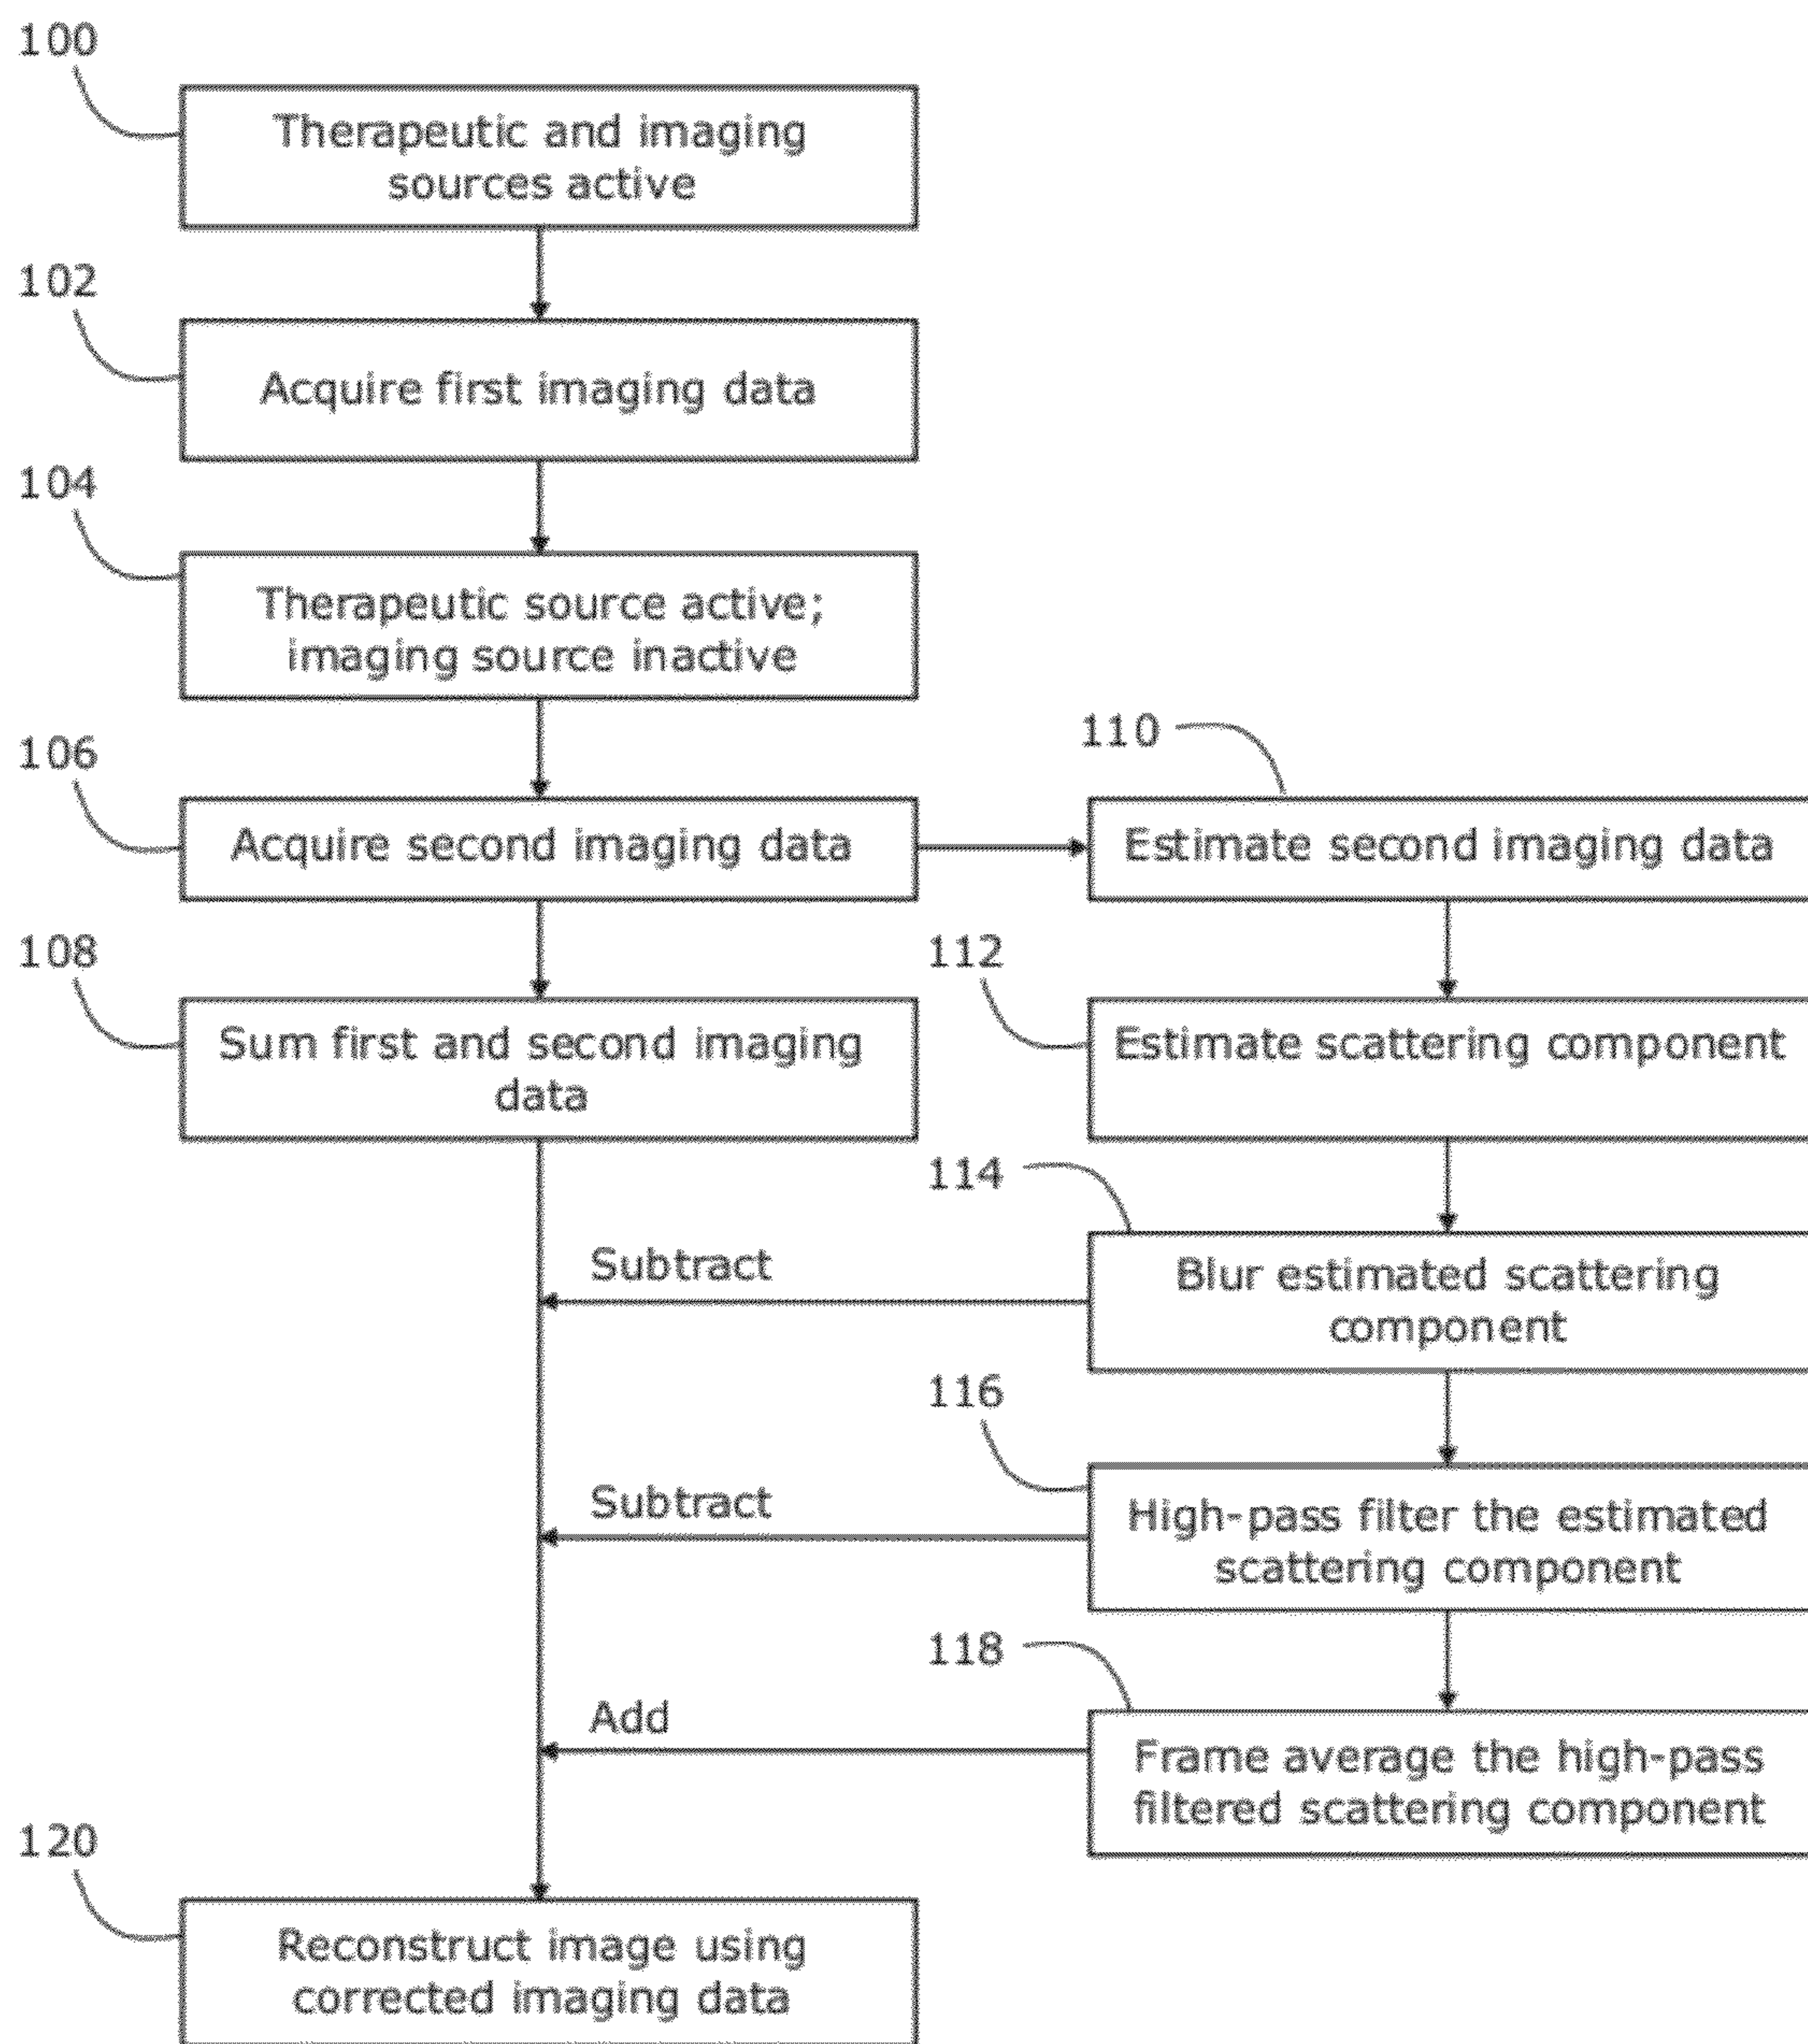 100
Therapeutic and imaging
sources active
102
Acquire first imaging data
104
Therapeutic source active;
imaging source inactive
106
Acquire second imaging data
110
Estimate second imaging data
108
Sum first and second imaging
data
112
Estimate scattering component
114
Subtract
Blur estimated scattering
component
116
Subtract
High-pass filter the estimated
scattering component
118
Add
Frame average the high-pass
filtered scattering component
120
Reconstruct image using
corrected imaging data